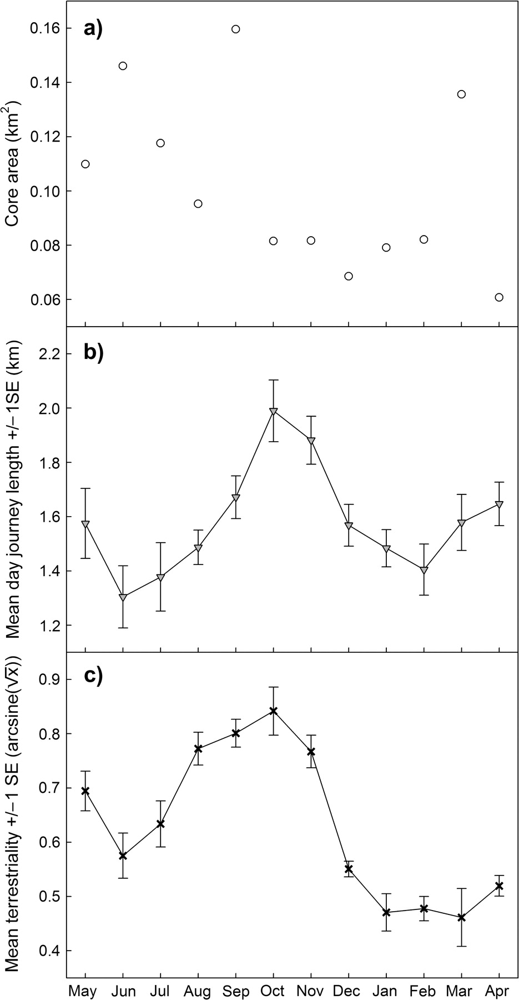 a)
Core area (km²)
0.16
0.14
0.12
0.10
0.08
0.06
b)
Mean day journey length +/−1SE (km)
2.2
2.0
1.8
1.6
1.4
1.2
c)
Mean terrestriality +/−1 SE (arcsine(√x))
0.9
0.8
0.7
0.6
0.5
0.4
May Jun Jul Aug Sep Oct Nov Dec Jan Feb Mar Apr